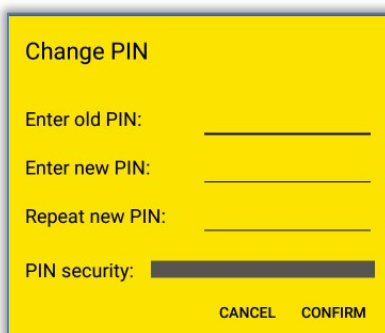 Change PIN
Enter old PIN:
Enter new PIN:
Repeat new PIN:
PIN security:
CANCEL CONFIRM